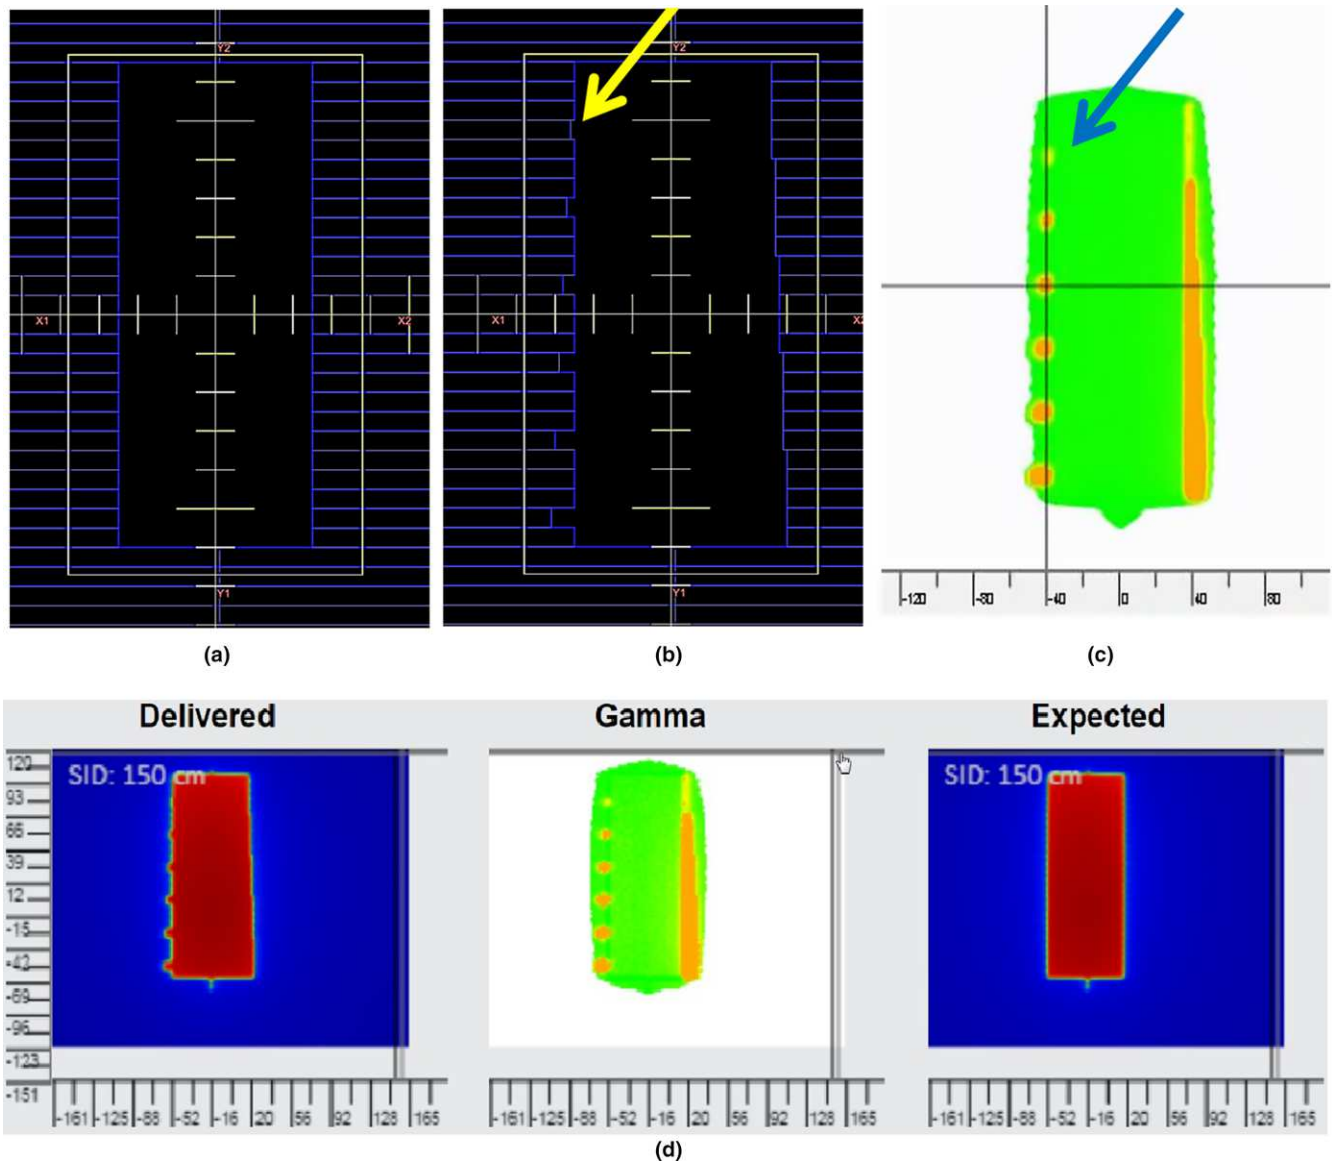 Y2
X1
X2
Y1
(a)
Y2
X1
X2
Y1
(b)
-120
-80
-40
0
40
80
(c)
Delivered
Gamma
Expected
SID: 150 cm
SID: 150 cm
120
93
66
39
12
-15
-42
-69
-96
-123
-151
-161 -125 -88 -52 -16 20 56 92 128 165
-161 -125 -88 -52 -16 20 56 92 128 165
-161 -125 -88 -52 -16 20 56 92 128 165
(d)